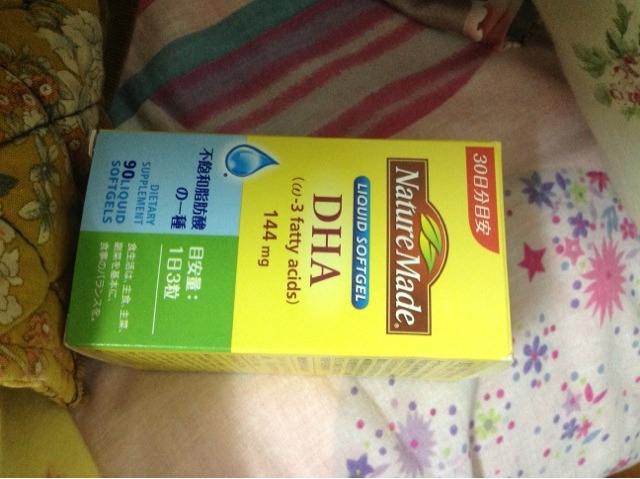 30日分目安
Nature Made®
LIQUID SOFTGEL
DHA
(ω-3 fatty acids)
144 mg
不飽和脂肪酸
の一種
DIETARY
SUPPLEMENT
90 LIQUID
SOFTGELS
目安量:
1日3粒
食生活は、主食、主菜、
副菜を基本に、
食事のバランスを。